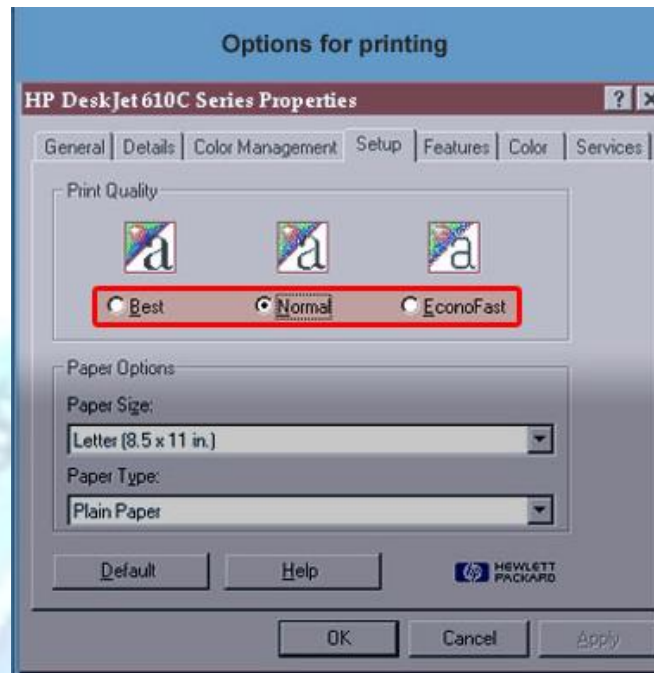 Options for printing
HP DeskJet 610C Series Properties
General Details Color Management Setup Features Color Services
Print Quality
a a a
Best Normal EconoFast
Paper Options
Paper Size:
Letter (8.5 x 11 in.)
Paper Type:
Plain Paper
Default Help hp HEWLETT
PACKARD
OK Cancel Apply